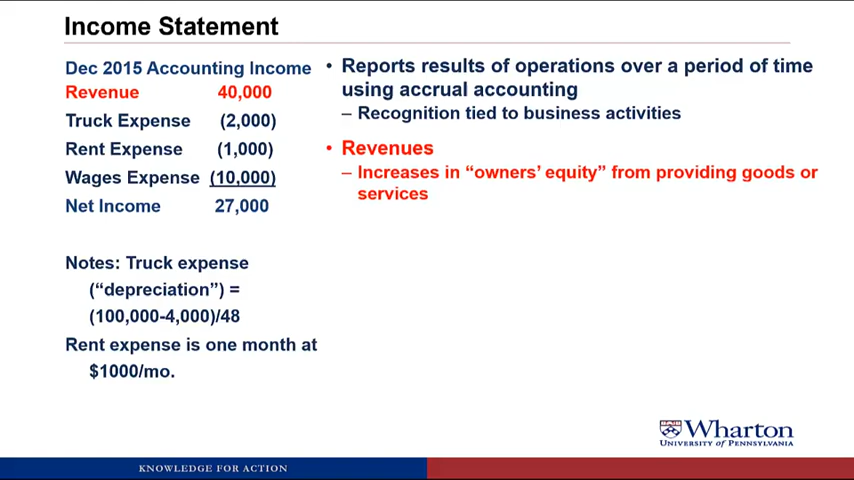 Income Statement
Dec 2015 Accounting Income
Revenue 40,000
Truck Expense (2,000)
Rent Expense (1,000)
Wages Expense (10,000)
Net Income 27,000
Notes: Truck expense
(“depreciation”) =
(100,000-4,000)/48
Rent expense is one month at
$1000/mo.
• Reports results of operations over a period of time
using accrual accounting
– Recognition tied to business activities
• Revenues
– Increases in “owners’ equity” from providing goods or
services
Wharton
UNIVERSITY of PENNSYLVANIA
KNOWLEDGE FOR ACTION